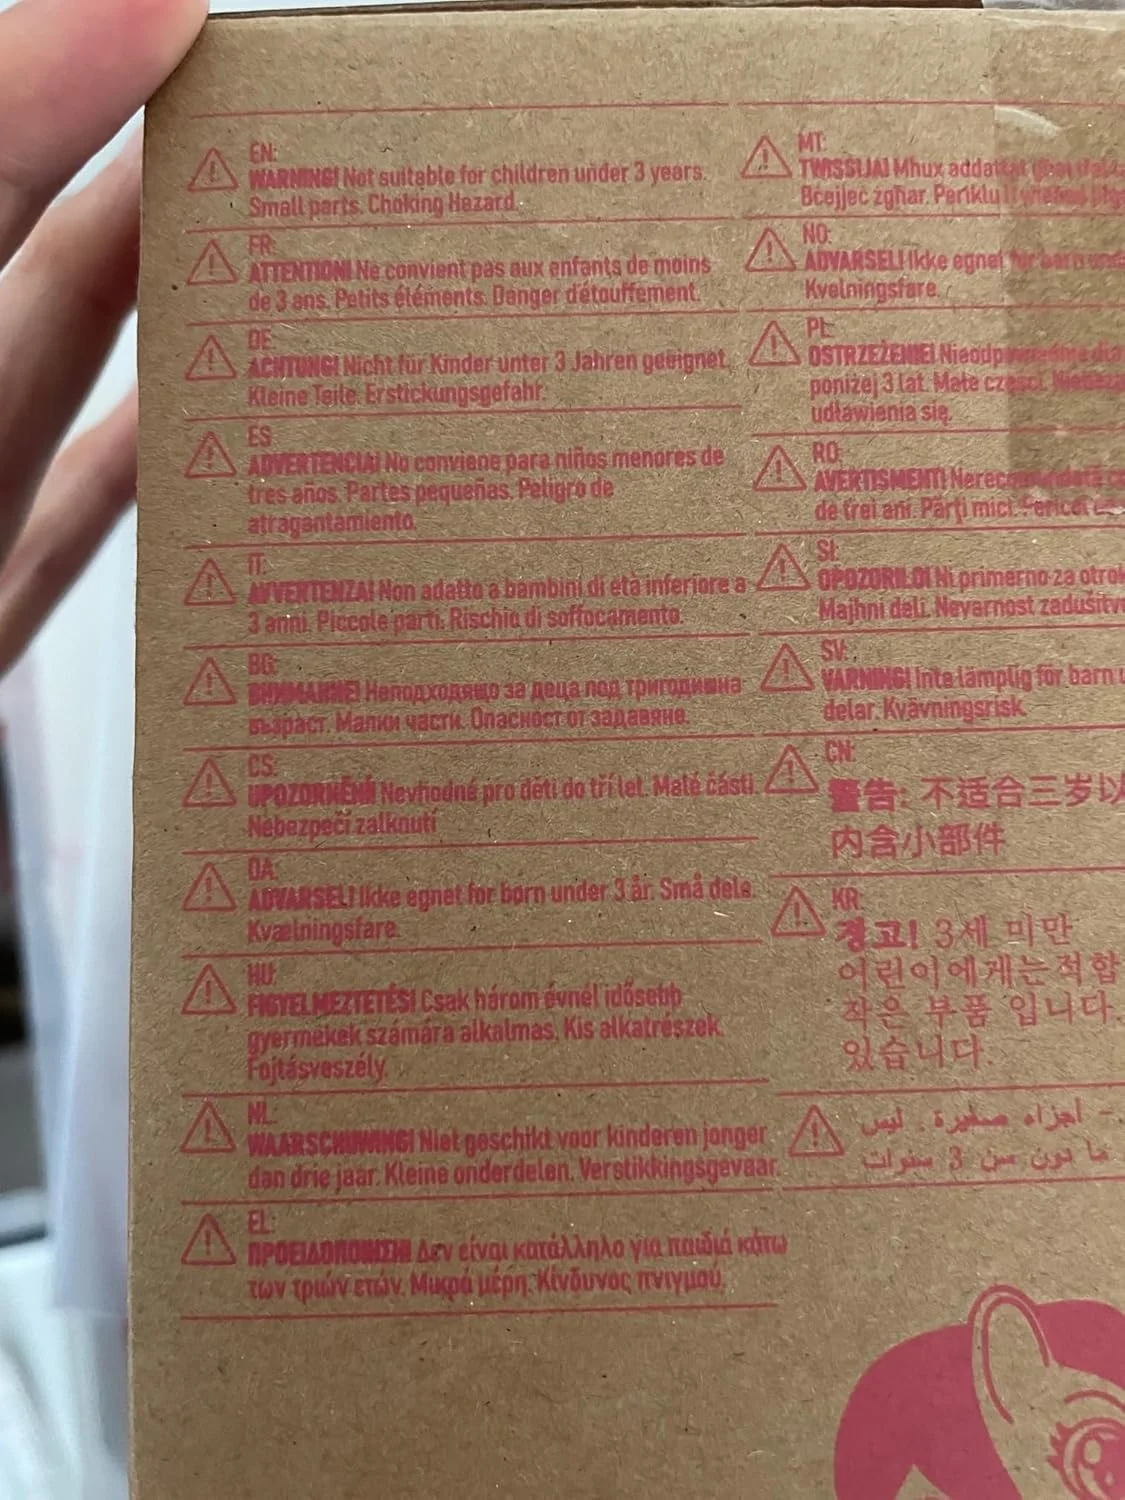 EN:
WARNING! Not suitable for children under 3 years.
Small parts. Choking Hazard.
FR:
ATTENTION! Ne convient pas aux enfants de moins
de 3 ans. Petits éléments. Danger d'étouffement.
DE:
ACHTUNG! Nicht für Kinder unter 3 Jahren geeignet.
Kleine Teile. Erstickungsgefahr.
ES
ADVERTENCIA! No conviene para niños menores de
tres años. Partes pequeñas. Peligro de
atragantamiento.
IT:
AVVERTENZA! Non adatto a bambini di età inferiore a
3 anni. Piccole parti. Rischio di soffocamento.
BG:
ВНИМАНИЕ! Неподходящо за деца под тригодишна
възраст. Малки части. Опасност от задавяне.
CS:
UPOZORNĚNÍ! Nevhodné pro děti do tří let. Malé části.
Nebezpečí zalknutí
DA:
ADVARSEL! Ikke egnet for børn under 3 år. Små dele.
Kvælningsfare.
HU:
FIGYELMEZTETÉS! Csak három évnél idősebb
gyermekek számára alkalmas. Kis alkatrészek.
Fojtásveszély.
NL:
WAARSCHUWING! Niet geschikt voor kinderen jonger
dan drie jaar. Kleine onderdelen. Verstikkingsgevaar.
EL:
ΠΡΟΕΙΔΟΠΟΙΗΣΗ! Δεν είναι κατάλληλο για παιδιά κάτω
των τριών ετών. Μικρά μέρη. Κίνδυνος πνιγμού.
MT:
TWISSIJA! Mhux
Bċejjeċ żgħar. Periklu
NO:
ADVARSEL! Ikke egnet for barn
Kvelningsfare.
PL:
OSTRZEŻENIE!
poniżej 3 lat. Małe części.
udławienia się.
RO:
AVERTISMENT!
de trei ani. Părţi mici. Pericol
SI:
OPOZORILO! Ni primerno za
Majhni deli. Nevarnost
SV:
VARNING! Inte lämplig för barn
delar. Kvävningsrisk
CN:
警告: 不适合三岁以
内含小部件
KR:
경고! 3세 미만
어린이에게는 적합
작은 부품 입니다.
있습니다.
- أجزاء صغيرة . ليس
ما دون سن 3 سنوات